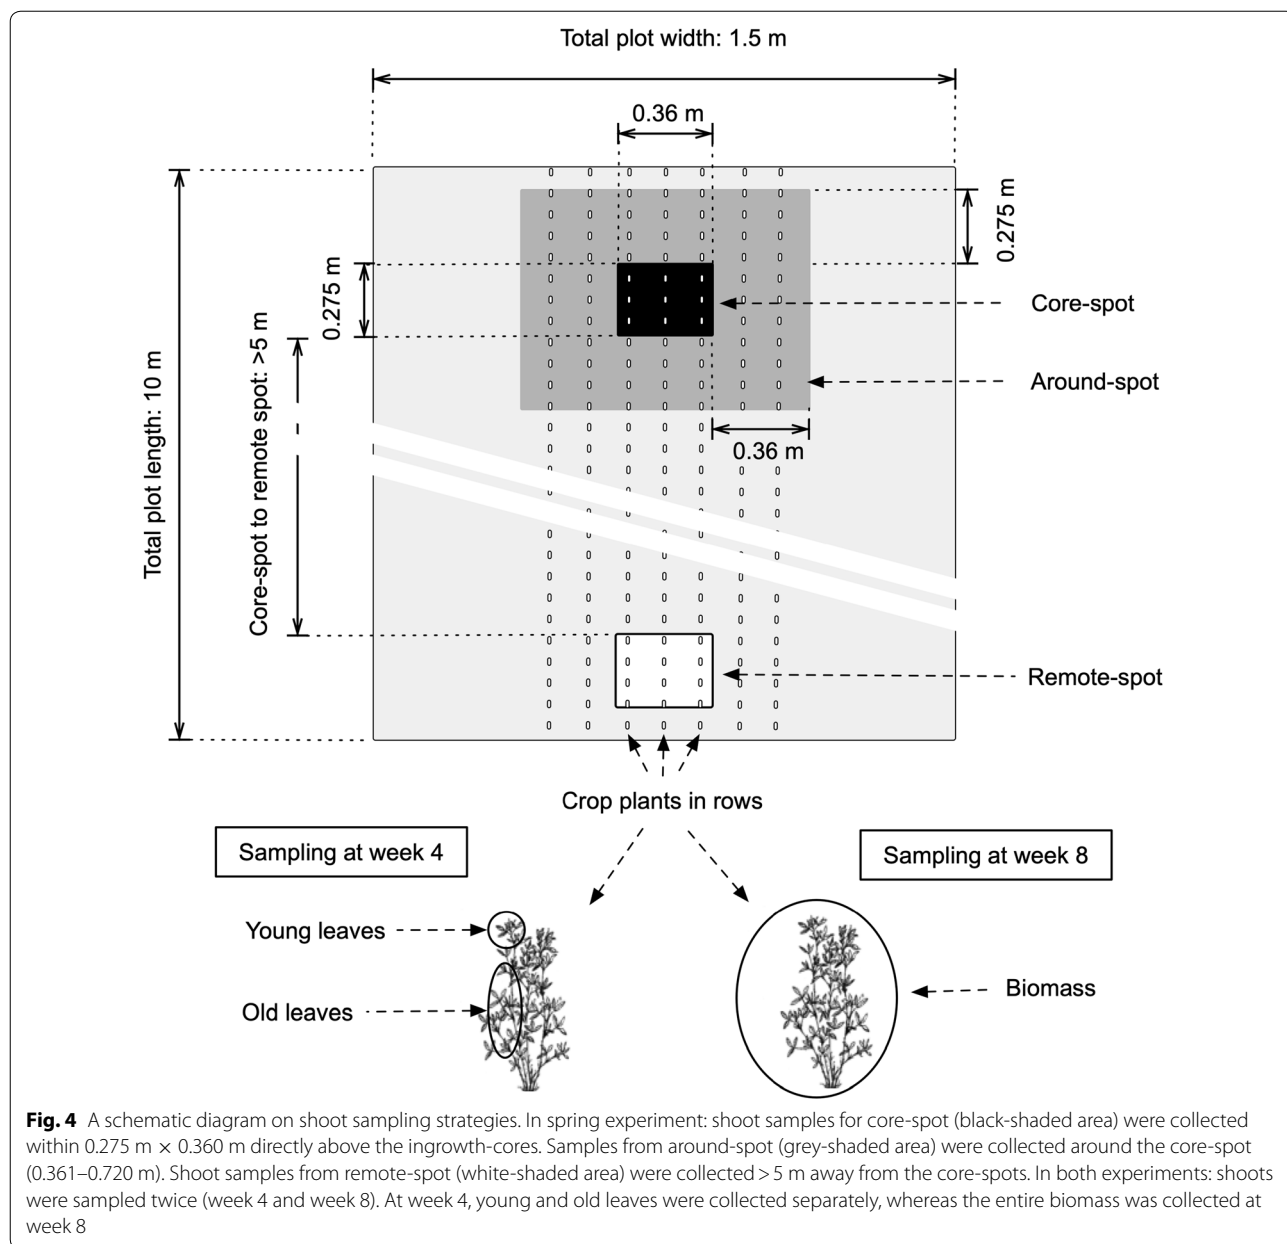 Total plot width: 1.5 m
0.36 m
0.275 m
0.275 m
Core-spot
Around-spot
0.36 m
Core-spot to remote spot: >5 m
Total plot length: 10 m
Remote-spot
Crop plants in rows
Sampling at week 4
Sampling at week 8
Young leaves
Old leaves
Biomass
Fig. 4 A schematic diagram on shoot sampling strategies. In spring experiment: shoot samples for core-spot (black-shaded area) were collected
within 0.275 m × 0.360 m directly above the ingrowth-cores. Samples from around-spot (grey-shaded area) were collected around the core-spot
(0.361–0.720 m). Shoot samples from remote-spot (white-shaded area) were collected > 5 m away from the core-spots. In both experiments: shoots
were sampled twice (week 4 and week 8). At week 4, young and old leaves were collected separately, whereas the entire biomass was collected at
week 8